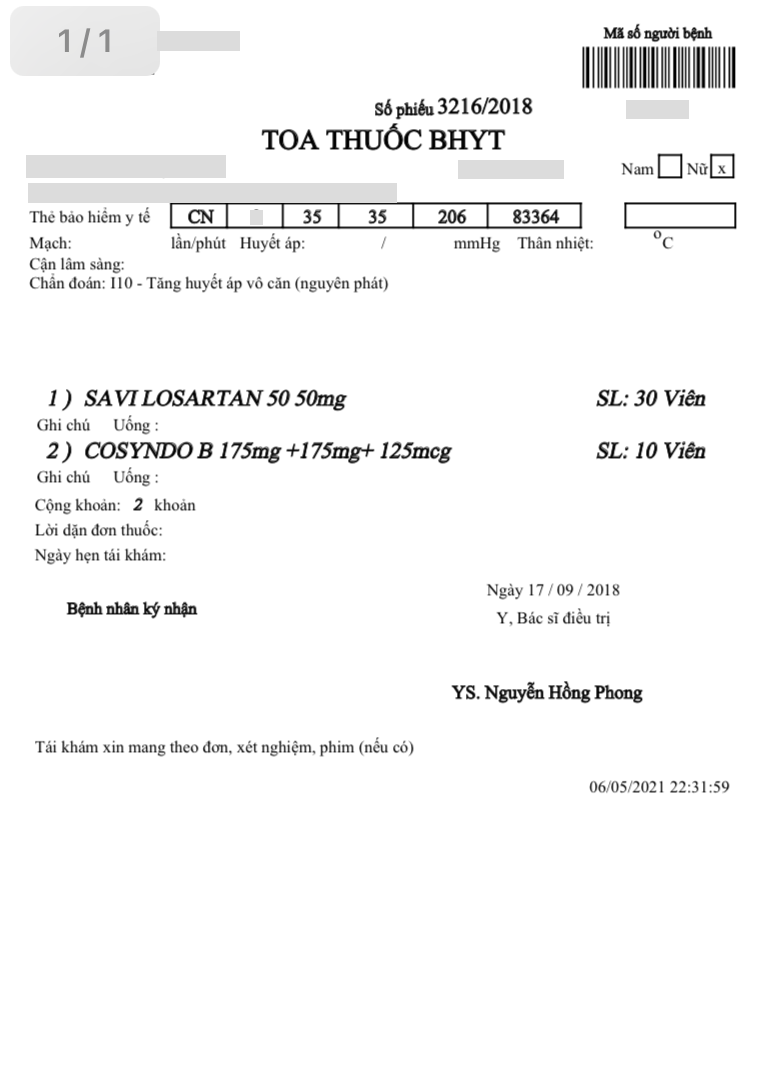 1/1
Mã số người bệnh
Số phiếu 3216/2018
TOA THUỐC BHYT
Nam Nữ x
Thẻ bảo hiểm y tế CN 35 35 206 83364
Mạch: lần/phút Huyết áp: / mmHg Thân nhiệt: °C
Cận lâm sàng:
Chẩn đoán: I10 - Tăng huyết áp vô căn (nguyên phát)
1 ) SAVI LOSARTAN 50 50mg SL: 30 Viên
Ghi chú Uống :
2 ) COSYNDO B 175mg +175mg+ 125mcg SL: 10 Viên
Ghi chú Uống :
Cộng khoản: 2 khoản
Lời dặn đơn thuốc:
Ngày hẹn tái khám:
Ngày 17 / 09 / 2018
Bệnh nhân ký nhận
Y, Bác sĩ điều trị
YS. Nguyễn Hồng Phong
Tái khám xin mang theo đơn, xét nghiệm, phim (nếu có)
06/05/2021 22:31:59